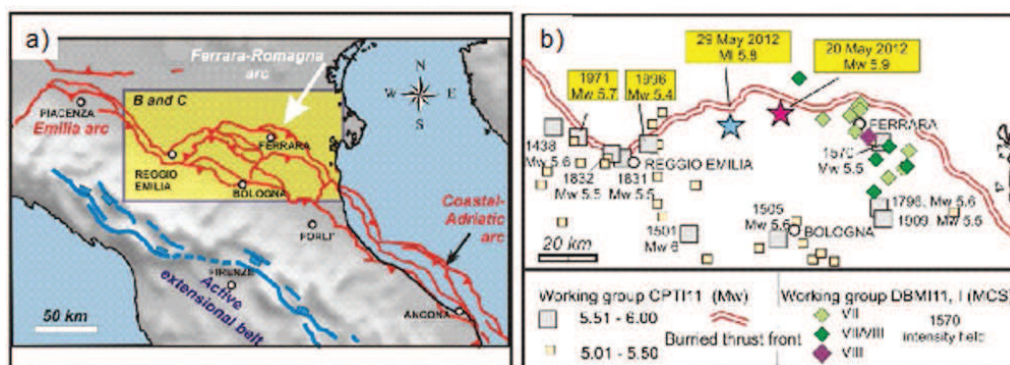 a)
Ferrara-Romagna
arc
N
W E
S
B and C
PIACENZA
Emilia arc
FERRARA
REGGIO
EMILIA
BOLOGNA
Coastal-
Adriatic
arc
FORLI'
FIRENZE
Active
extensional belt
ANCONA
50 km
b)
29 May 2012
Ml 5.8
20 May 2012
Mw 5.9
1971
Mw 5.7
1996
Mw 5.4
FERRARA
1438
Mw 5.6
REGGIO EMILIA
1570
Mw 5.5
1832
Mw 5.5
1831
Mw 5.5
1796, Mw 5.6
1909, Mw 5.5
1501
Mw 6
1505
Mw 5.5
BOLOGNA
20 km
Working group CPTI11 (Mw)
5.51 - 6.00
5.01 - 5.50
Burried thrust front
Working group DBMI11, I (MCS)
VII
VII/VIII
VIII
1570
intensity field